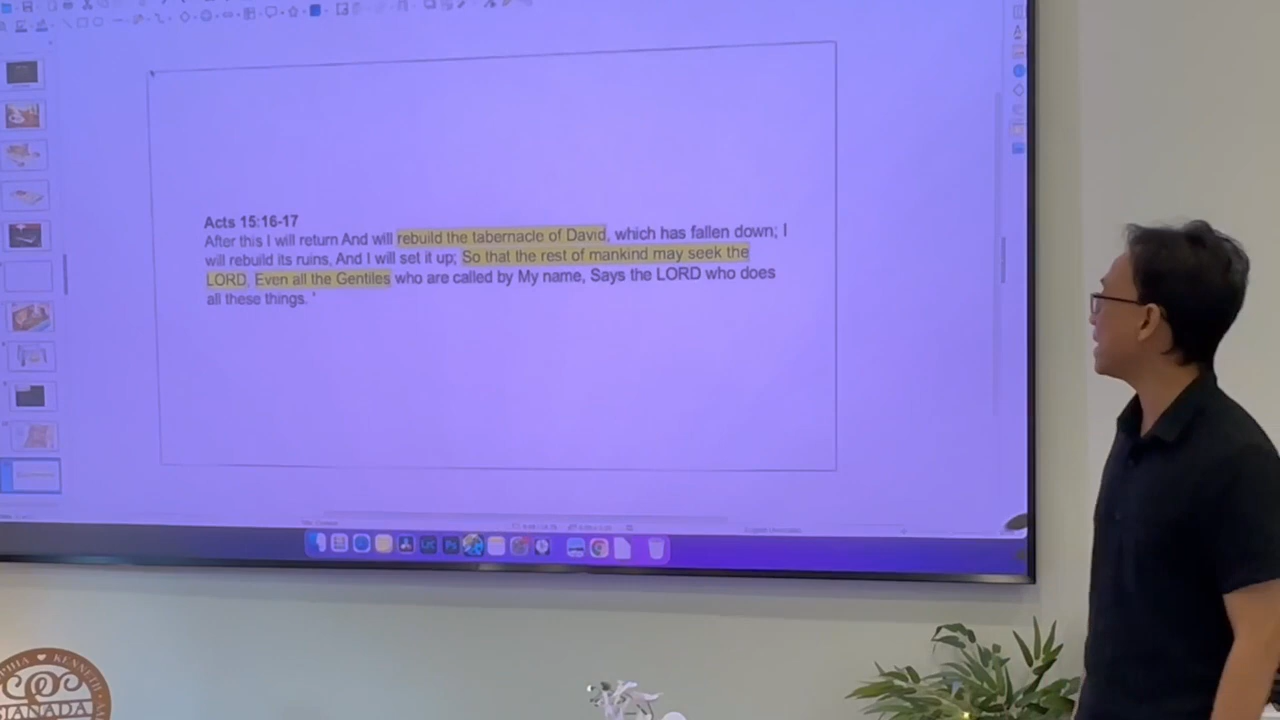 Acts 15:16-17
After this I will return And will rebuild the tabernacle of David, which has fallen down; I
will rebuild its ruins, And I will set it up; So that the rest of mankind may seek the
LORD, Even all the Gentiles who are called by My name, Says the LORD who does
all these things. '
KENNETH